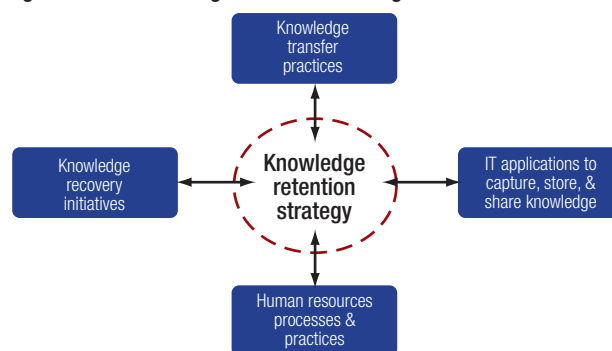 Knowledge
transfer
practices
Knowledge
recovery
initiatives
Knowledge
retention
strategy
IT applications to
capture, store, &
share knowledge
Human resources
processes &
practices